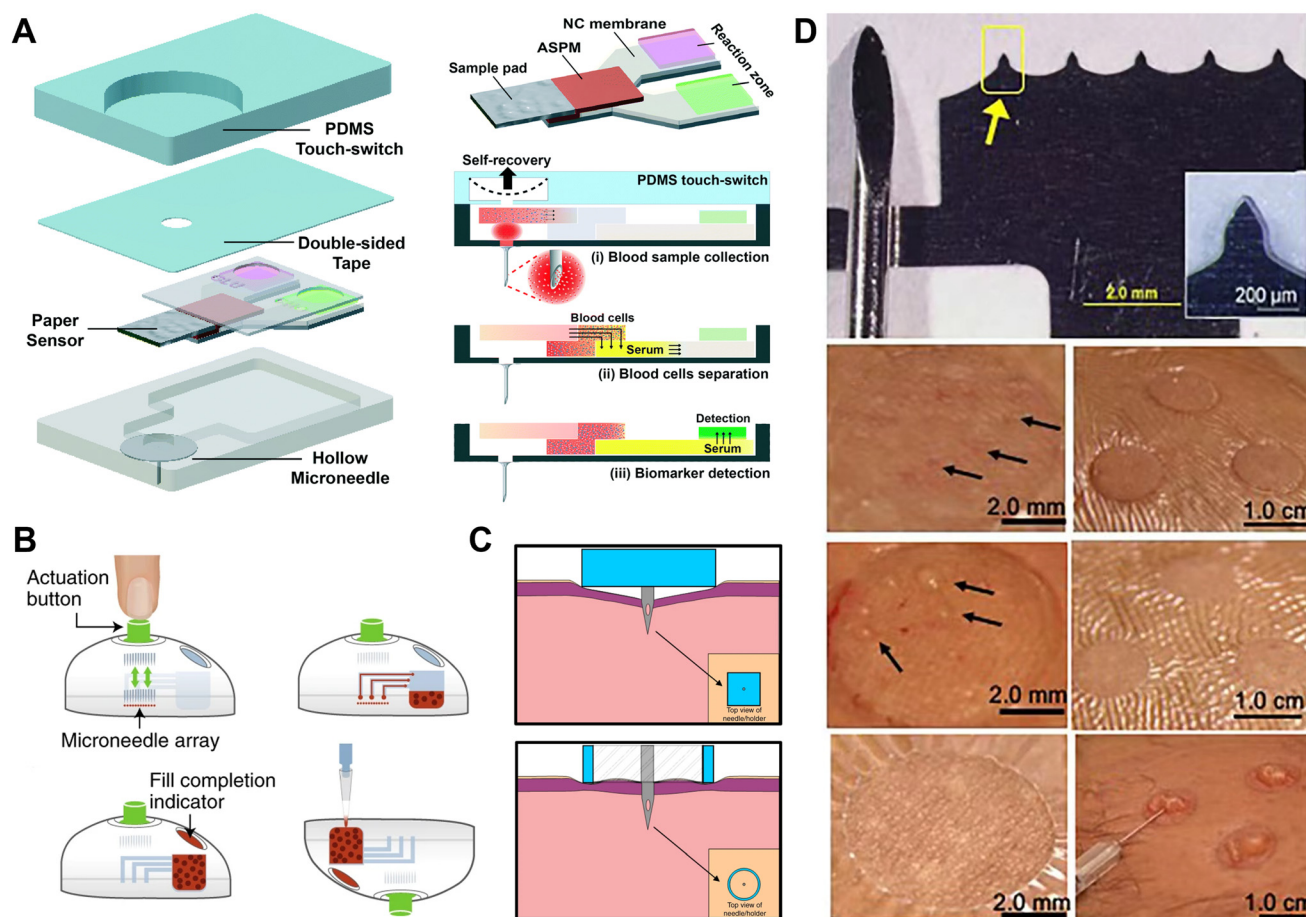 A
PDMS
Touch-switch
Double-sided
Tape
Paper
Sensor
Hollow
Microneedle
NC membrane
ASPM
Sample pad
Reaction
zone
Self-recovery
PDMS touch-switch
(i) Blood sample collection
Blood cells
Serum
(ii) Blood cells separation
Detection
Serum
(iii) Biomarker detection
B
Actuation
button
Microneedle array
Fill completion
indicator
C
Top view of
needle/holder
Top view of
needle/holder
D
2.0 mm
200 µm
2.0 mm
1.0 cm
2.0 mm
1.0 cm
2.0 mm
1.0 cm